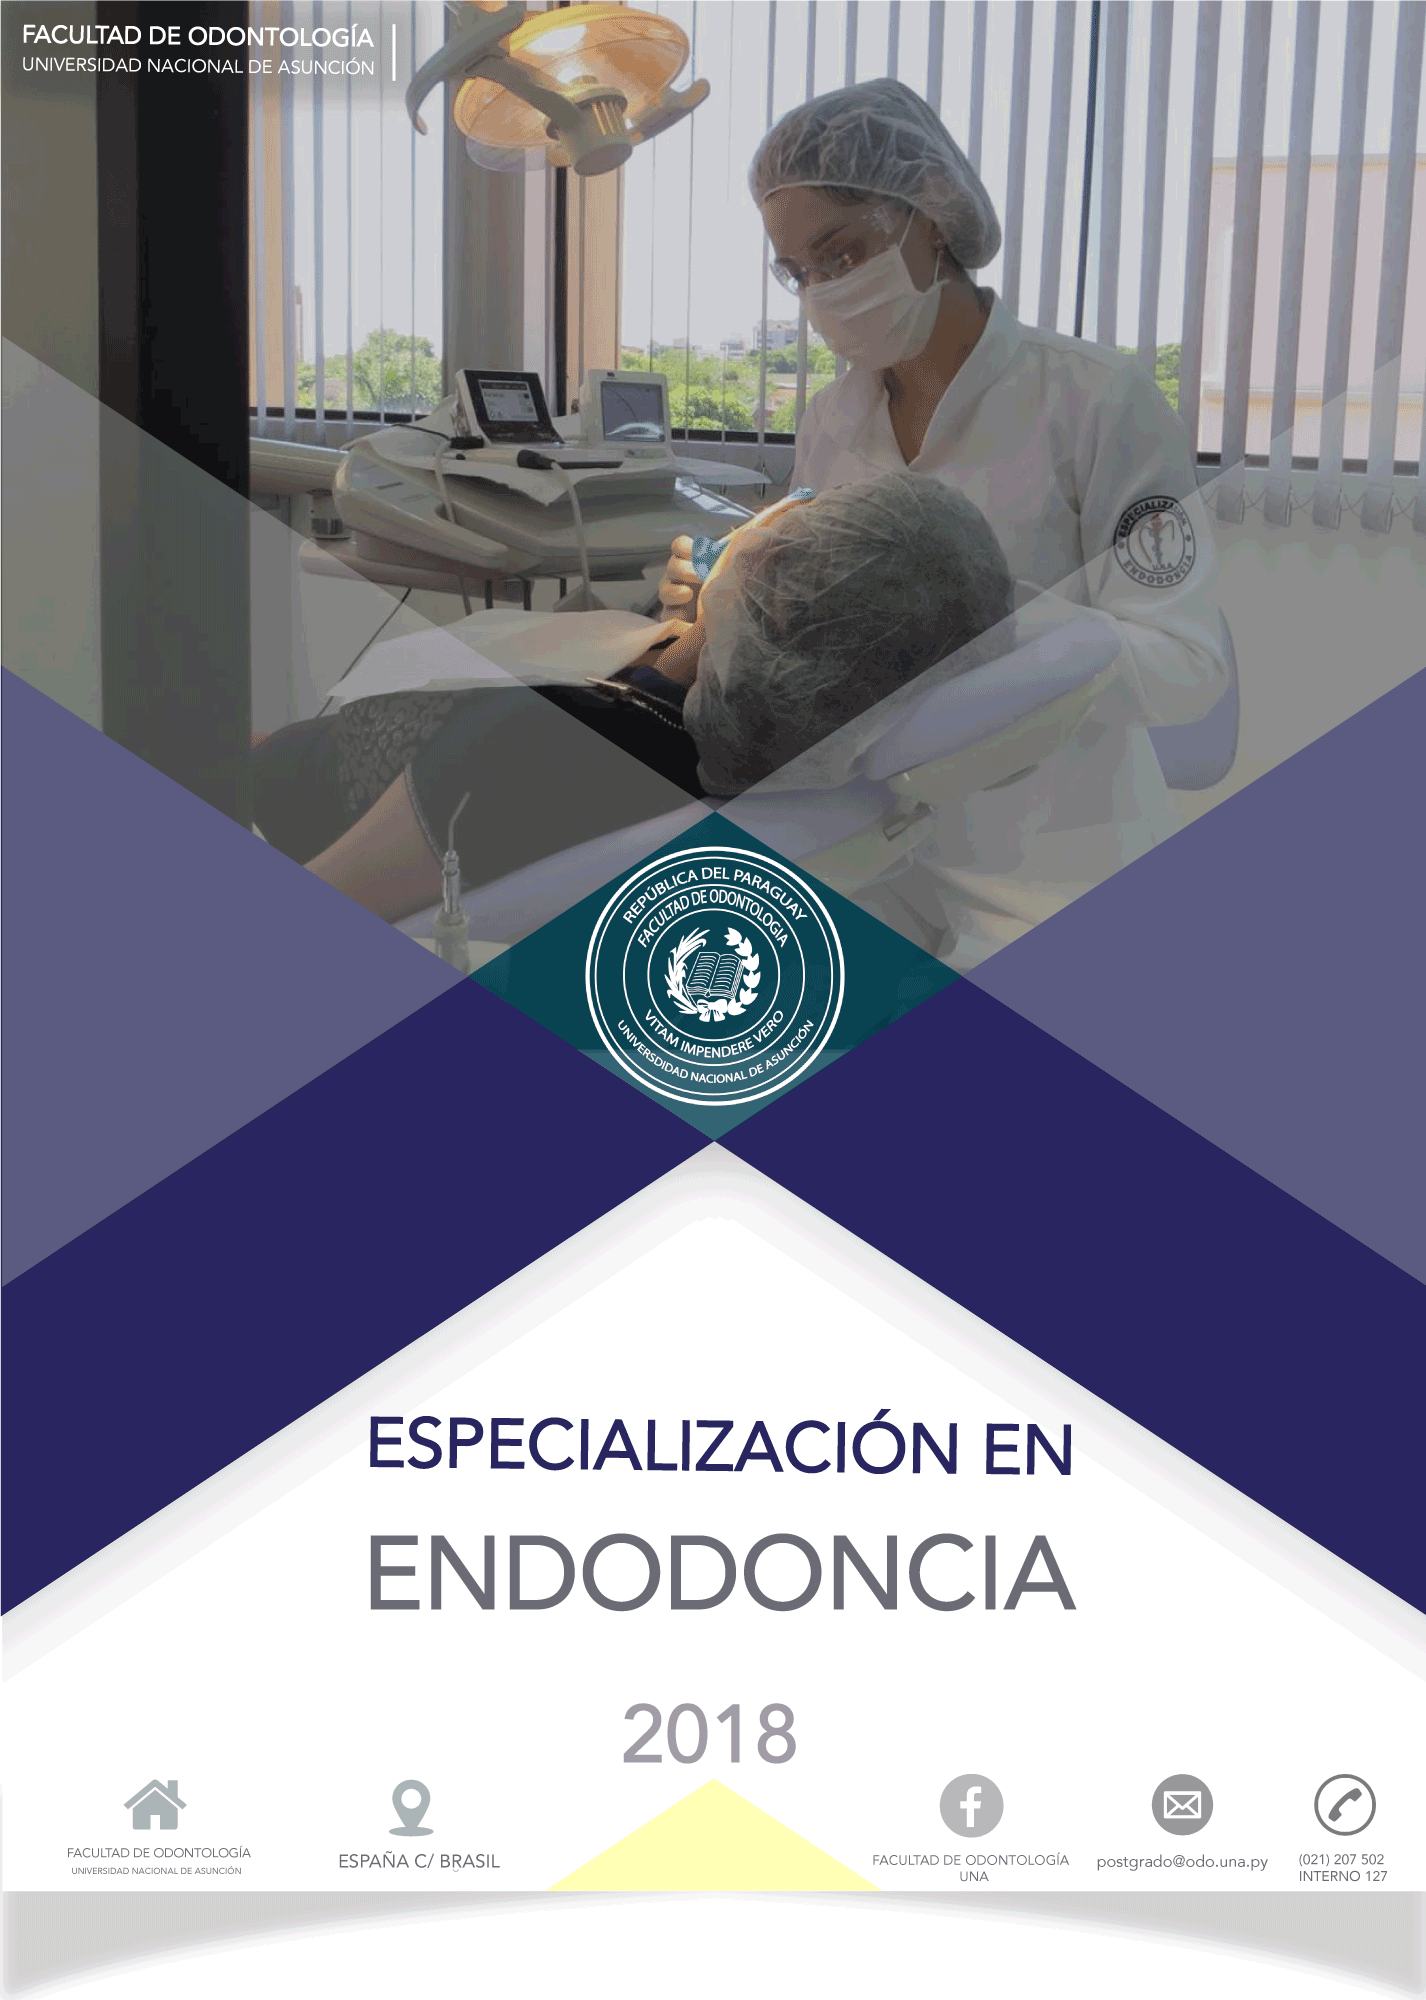 FACULTAD DE ODONTOLOGÍA
UNIVERSIDAD NACIONAL DE ASUNCIÓN
ESPECIALIZACIÓN
ENDODONCIA
U.N.A.
REPÚBLICA DEL PARAGUAY
FACULTAD DE ODONTOLOGIA
VITAM IMPENDERE VERO
UNIVERSDIDAD NACIONAL DE ASUNCIÓN
ESPECIALIZACIÓN EN
ENDODONCIA
2018
FACULTAD DE ODONTOLOGÍA
UNIVERSIDAD NACIONAL DE ASUNCIÓN
ESPAÑA C/ BRASIL
FACULTAD DE ODONTOLOGÍA
UNA
postgrado@odo.una.py
(021) 207 502
INTERNO 127